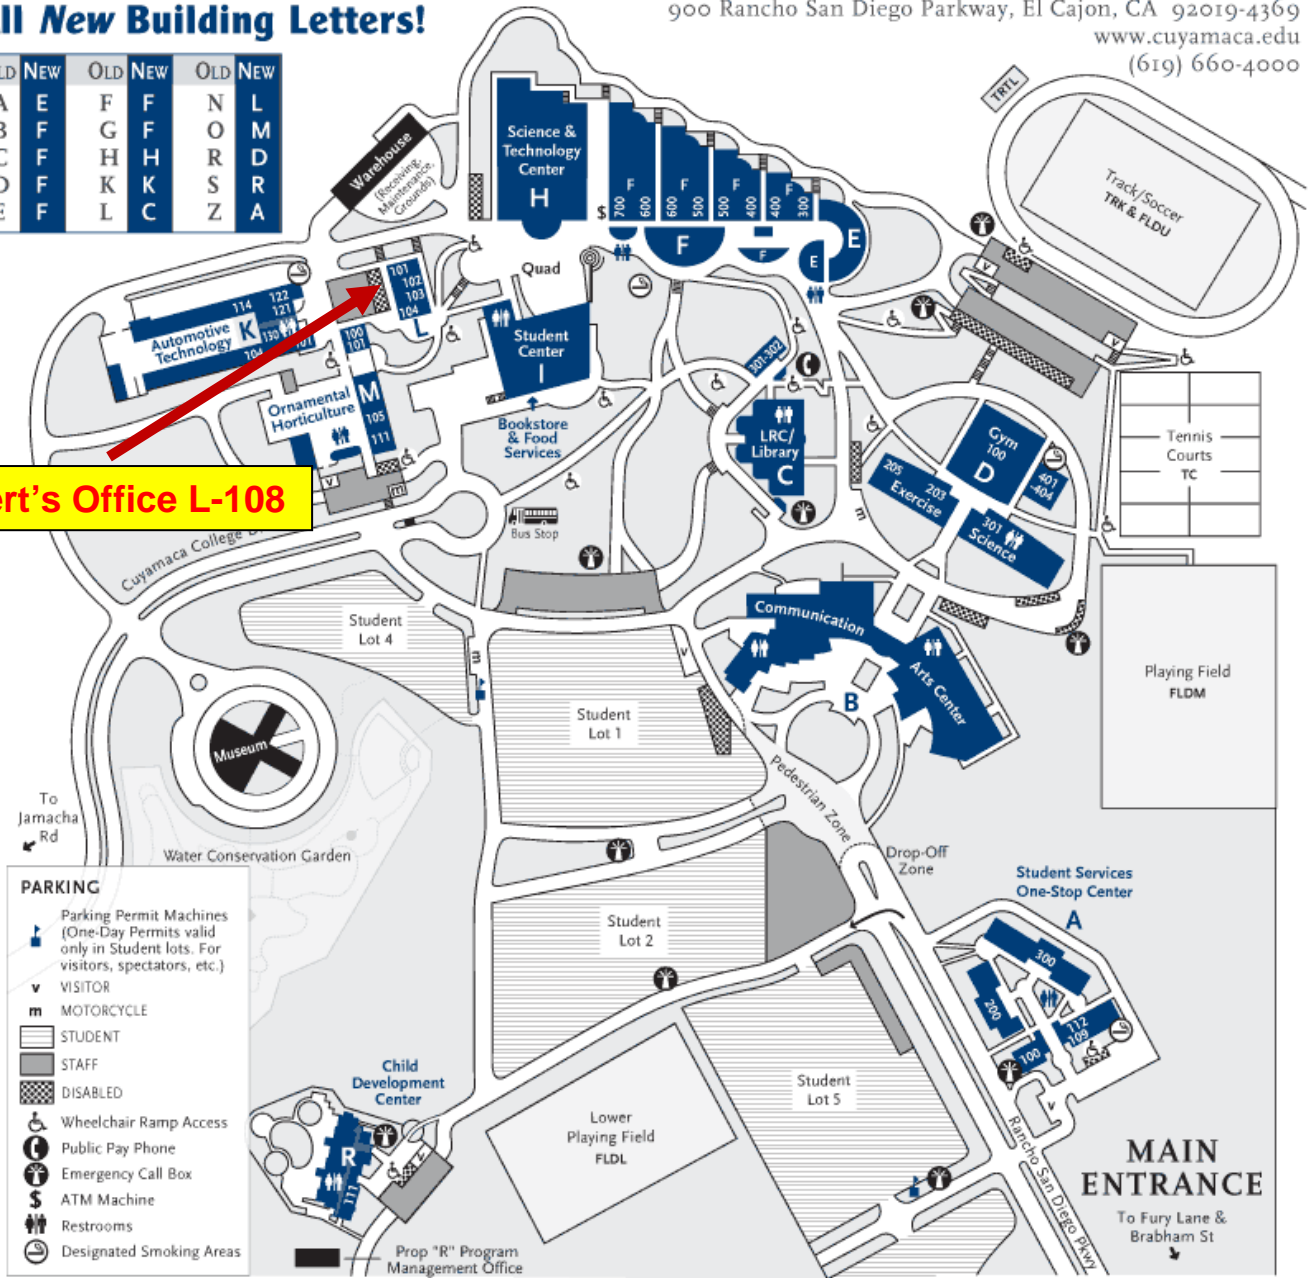 ll New Building Letters!
900 Rancho San Diego Parkway, El Cajon, CA 92019-4369
www.cuyamaca.edu
(619) 660-4000
LD NEW OLD NEW OLD NEW
A E F F N L
B F G F O M
C F H H R D
D F K K S R
E F L C Z A
TRTL
Track/Soccer
TRK & FLDU
Warehouse
(Receiving,
Maintenance,
Grounds)
Science &
Technology
Center
H
$
F F F F
700 600 600 500 500 400 400 300
F
F
E
E
Quad
101
102
103
104
L
114 122
121
Automotive
Technology
K
130
104 101
100
101
Student
Center
I
Ornamental
Horticulture
M
105
111
Bookstore
& Food
Services
301-302
LRC/
Library
C
Gym
100
D
401
-404
205
203
Exercise
301
Science
Tennis
Courts
TC
v
v
v
m
m
rt's Office L-108
Bus Stop
Cuyamaca College D
Student
Lot 4
m
v
Communication
Arts Center
B
Playing Field
FLDM
Student
Lot 1
Museum
Pedestrian Zone
To
Jamacha
Rd
Water Conservation Garden
Drop-Off
Zone
Student Services
One-Stop Center
A
300
200
112
109
100
v
Student
Lot 2
PARKING
Parking Permit Machines
(One-Day Permits valid
only in Student lots. For
visitors, spectators, etc.)
v VISITOR
m MOTORCYCLE
STUDENT
STAFF
DISABLED
Wheelchair Ramp Access
Public Pay Phone
Emergency Call Box
$ ATM Machine
Restrooms
Designated Smoking Areas
Child
Development
Center
R
111
v
Lower
Playing Field
FLDL
Student
Lot 5
Rancho San Diego Pkwy
MAIN
ENTRANCE
To Fury Lane &
Brabham St
Prop "R" Program
Management Office